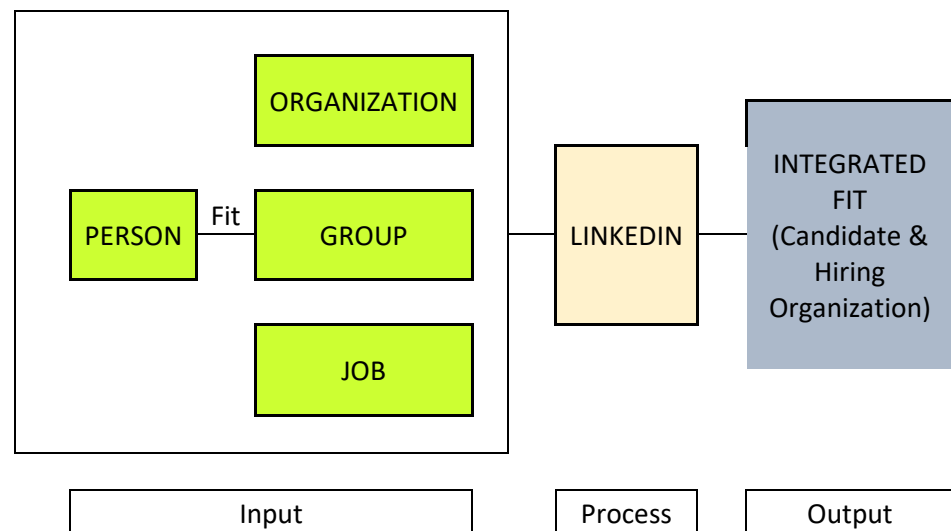 ORGANIZATION
PERSON
Fit
GROUP
JOB
LINKEDIN
INTEGRATED
FIT
(Candidate &
Hiring
Organization)
Input
Process
Output